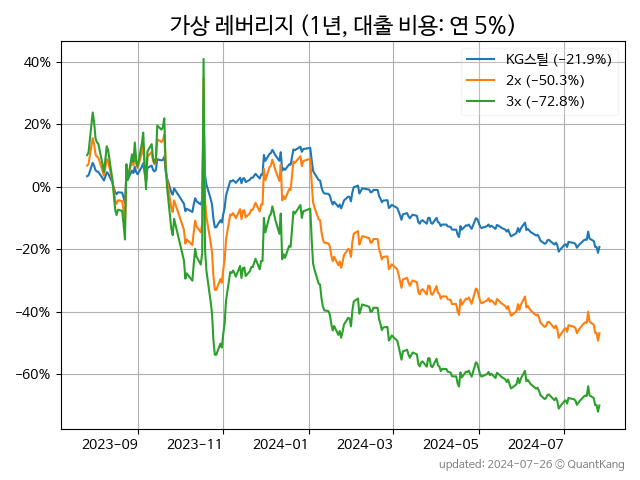 가상 레버리지 (1년, 대출 비용: 연 5%)
KG스틸 (−21.9%)
2x (−50.3%)
3x (−72.8%)
40%
20%
0%
−20%
−40%
−60%
2023-09 2023-11 2024-01 2024-03 2024-05 2024-07
updated: 2024-07-26 © QuantKang